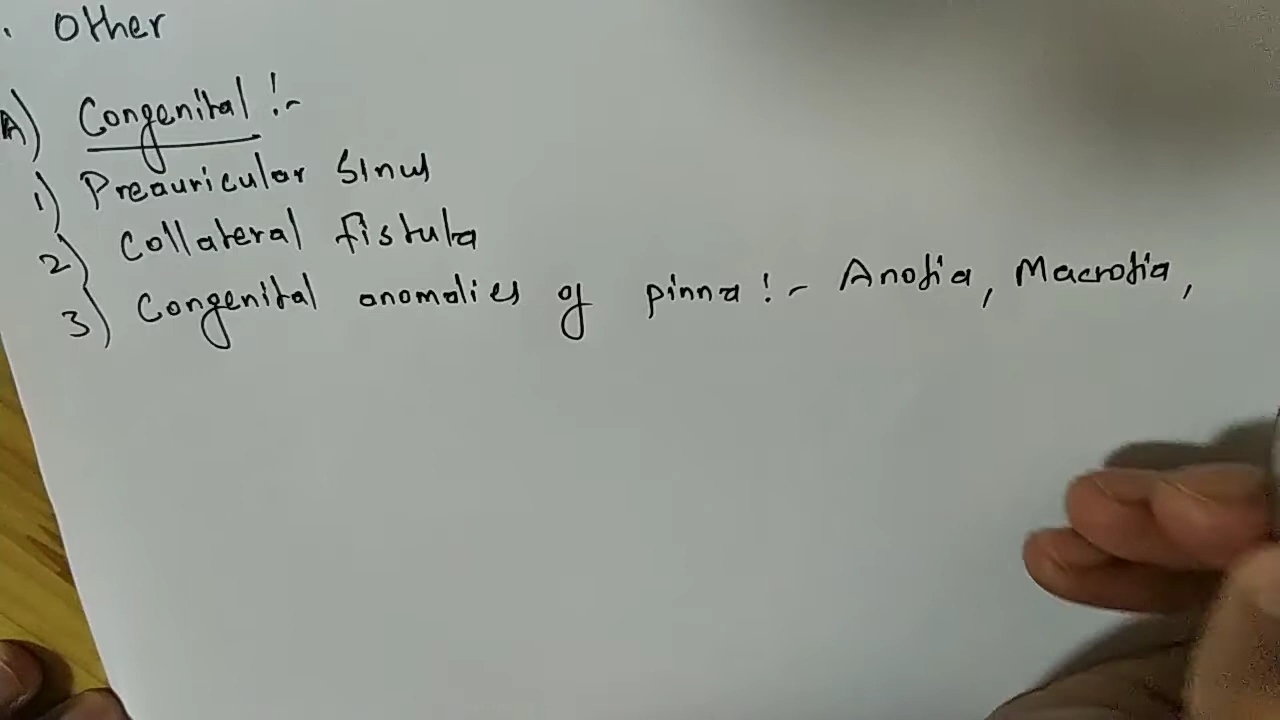 . Other
A) Congenital :-
1) Preauricular Sinus
2) Collateral fistula
3) Congenital anomalies of pinna :- Anotia, Macrotia,